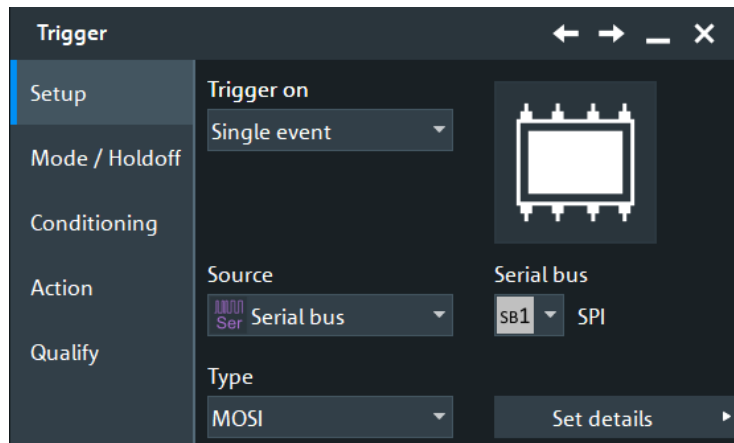 Trigger
Setup
Mode / Holdoff
Conditioning
Action
Qualify
Trigger on
Single event
Source
Serial bus
Ser Serial bus
SB1 SPI
Type
MOSI
Set details